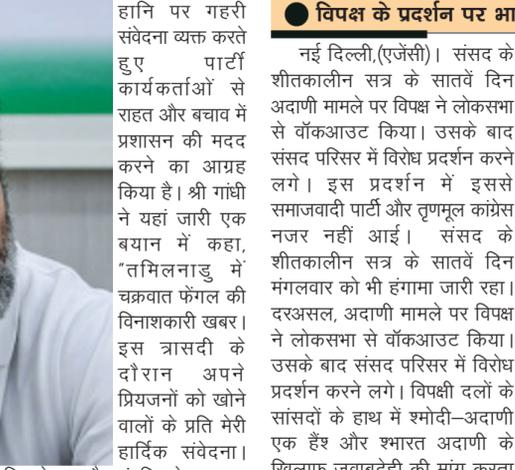 हानि पर गहरी
संवेदना व्यक्त करते
हुए पार्टी
कार्यकर्ताओं से
राहत और बचाव में
प्रशासन की मदद
करने का आग्रह
किया है। श्री गांधी
ने यहां जारी एक
बयान में कहा,
"तमिलनाडु में
चक्रवात फेंगल की
विनाशकारी खबर।
इस त्रासदी के
दौरान अपने
प्रियजनों को खोने
वालों के प्रति मेरी
हार्दिक संवेदना।
● विपक्ष के प्रदर्शन पर
नई दिल्ली,(एजेंसी)। संसद के
शीतकालीन सत्र के सातवें दिन
अदाणी मामले पर विपक्ष ने लोकसभा
से वॉकआउट किया। उसके बाद
संसद परिसर में विरोध प्रदर्शन करने
लगे। इस प्रदर्शन में इससे
समाजवादी पार्टी और तृणमूल कांग्रेस
नजर नहीं आई। संसद के
शीतकालीन सत्र के सातवें दिन
मंगलवार को भी हंगामा जारी रहा।
दरअसल, अदाणी मामले पर विपक्ष
ने लोकसभा से वॉकआउट किया।
उसके बाद संसद परिसर में विरोध
प्रदर्शन करने लगे। विपक्षी दलों के
सांसदों के हाथ में श्मोदी–अदाणी
एक हैंश् और श्भारत अदाणी के
खिलाफ जवाबदेही की मांग करता